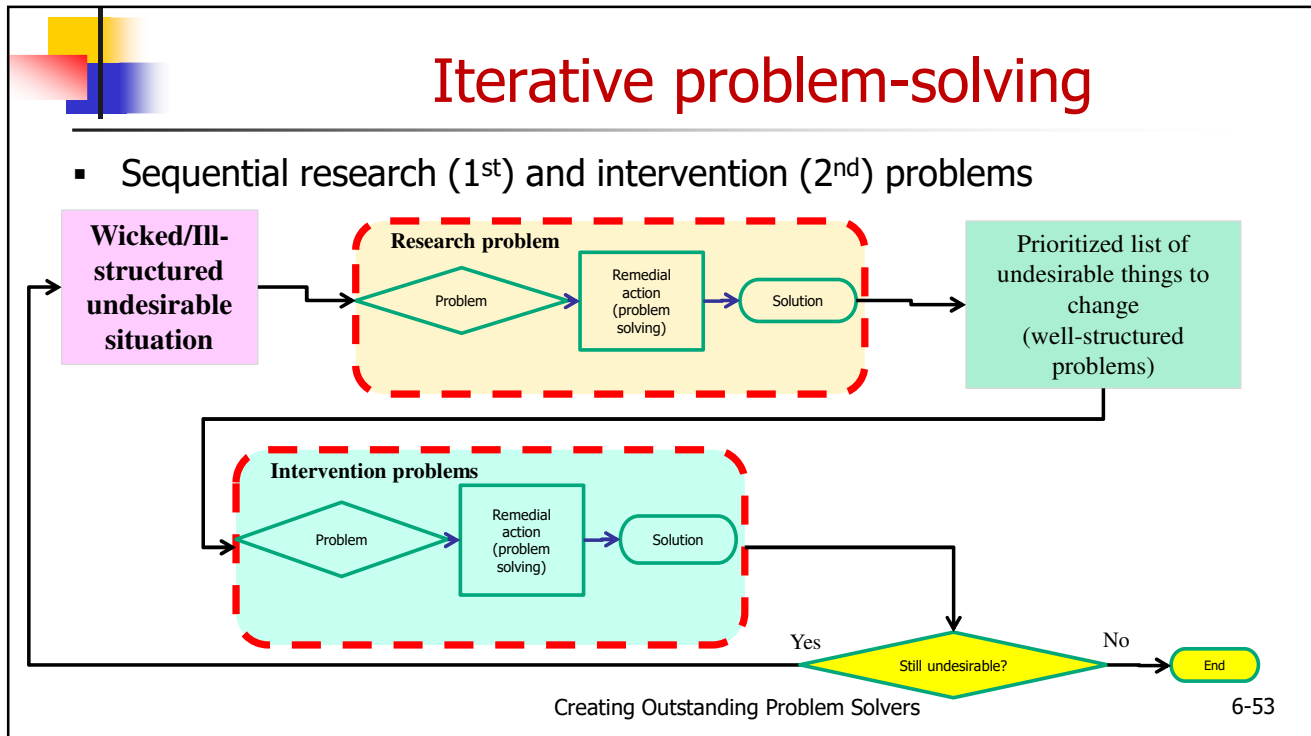 Iterative problem-solving
▪ Sequential research (1st) and intervention (2nd) problems
Wicked/Ill-
structured
undesirable
situation
Research problem
Problem
Remedial
action
(problem
solving)
Solution
Prioritized list of
undesirable things to
change
(well-structured
problems)
Intervention problems
Problem
Remedial
action
(problem
solving)
Solution
Yes
Still undesirable?
No
End
Creating Outstanding Problem Solvers
6-53